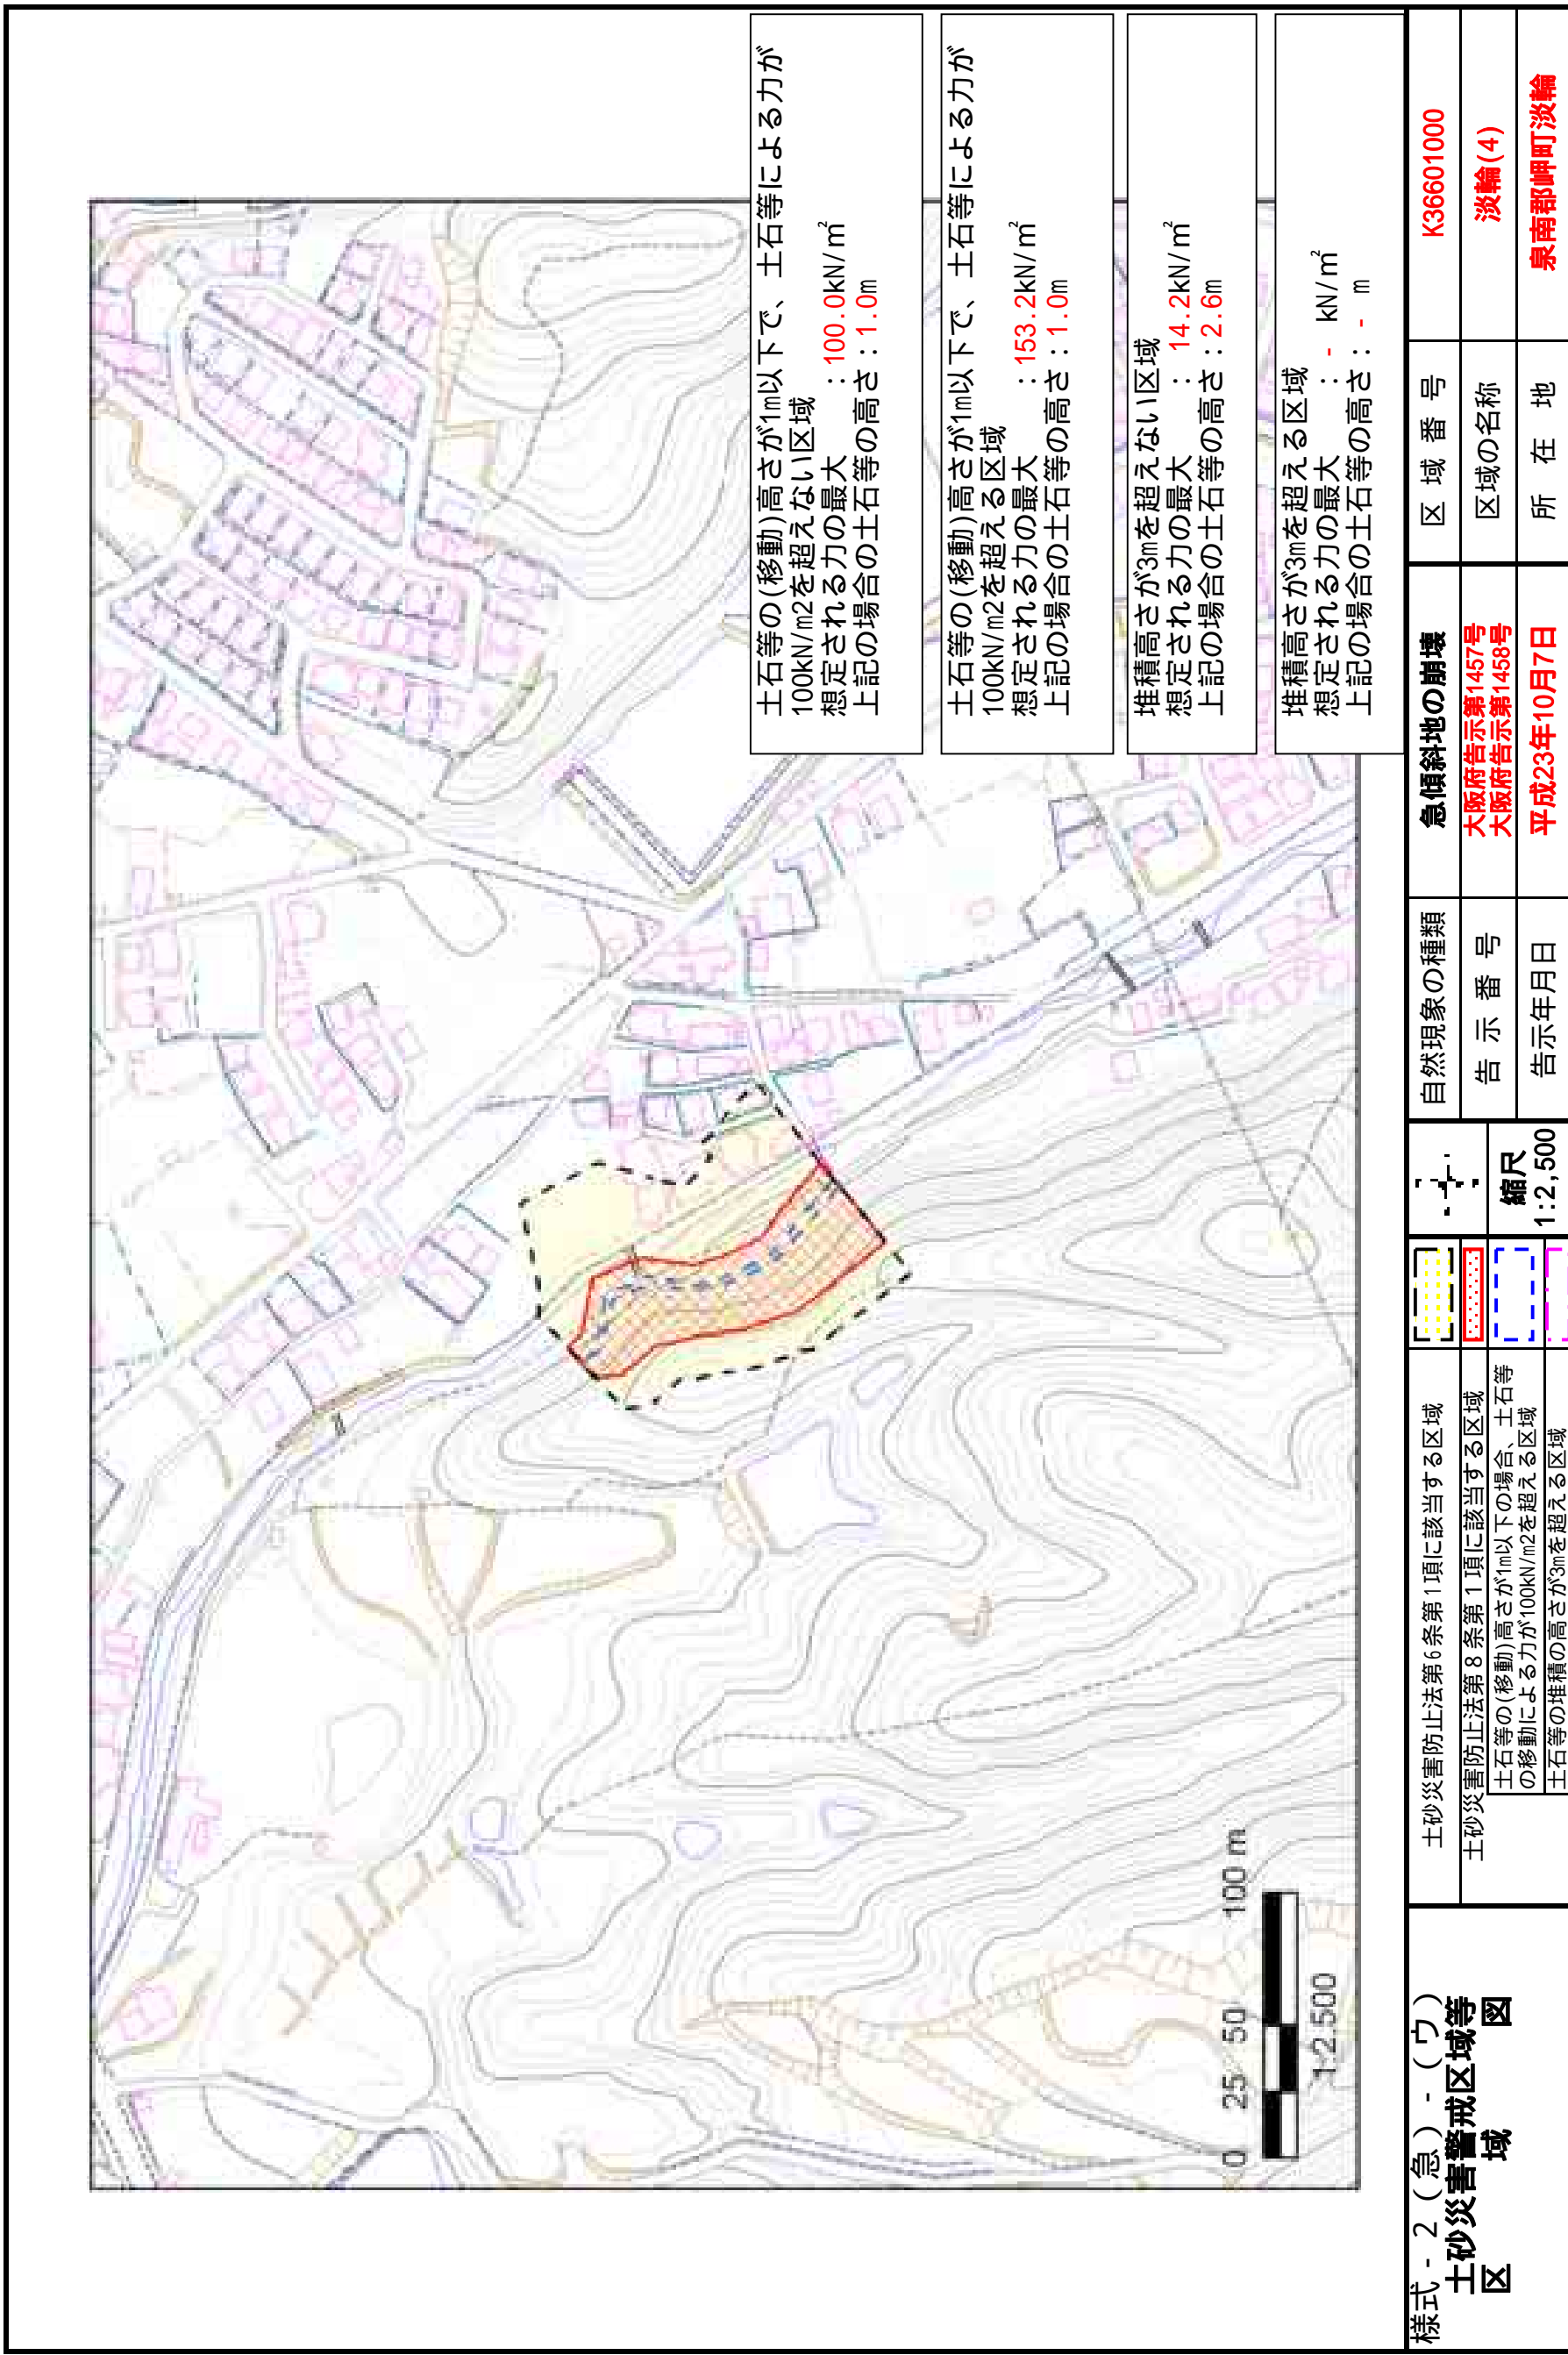 土石等の(移動)高さが1m以下で、土石等による力が
100kN/m2を超えない区域
想定される力の最大　：100.0kN/㎡
上記の場合の土石等の高さ：1.0m
土石等の(移動)高さが1m以下で、土石等による力が
100kN/m2を超える区域
想定される力の最大　：153.2kN/㎡
上記の場合の土石等の高さ：1.0m
堆積高さが3mを超えない区域
想定される力の最大　：14.2kN/㎡
上記の場合の土石等の高さ：2.6m
堆積高さが3mを超える区域
想定される力の最大　：- kN/㎡
上記の場合の土石等の高さ：- m
0 25 50 100 m
1:2.500
様式-2（急）-（ウ）
土砂災害警戒区域等
区域図
土砂災害防止法第6条第1項に該当する区域
土砂災害防止法第8条第1項に該当する区域
土石等の(移動)高さが1m以下の場合、土石等
の移動による力が100kN/m2を超える区域
土石等の堆積の高さが3mを超える区域
縮尺
1:2,500
自然現象の種類 急傾斜地の崩壊
告示番号 大阪府告示第1457号
大阪府告示第1458号
告示年月日 平成23年10月7日
区域番号 K36601000
区域の名称 淡輪(4)
所在地 泉南郡岬町淡輪